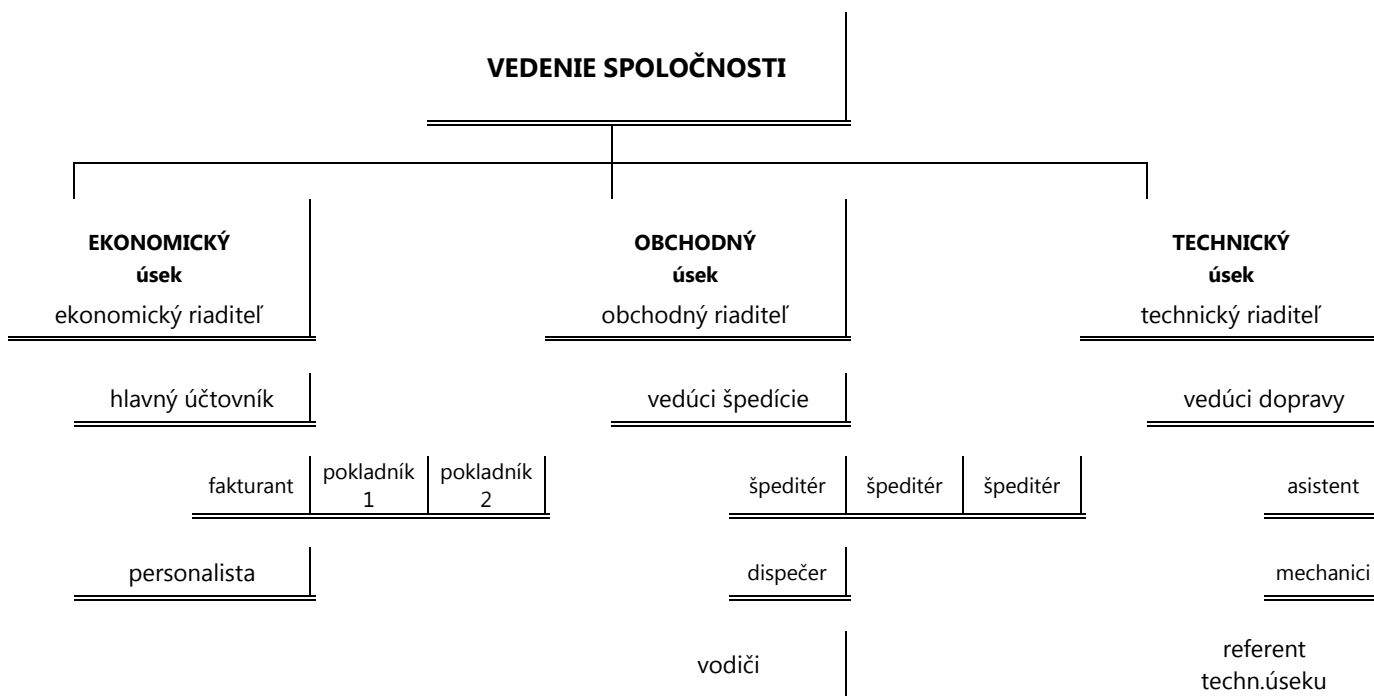 VEDENIE SPOLOČNOSTI
EKONOMICKÝ
úsek
ekonomický riaditeľ
OBCHODNÝ
úsek
obchodný riaditeľ
TECHNICKÝ
úsek
technický riaditeľ
hlavný účtovník
vedúci špedície
vedúci dopravy
fakturant
pokladník
1
pokladník
2
špeditér
špeditér
špeditér
asistent
personalista
dispečer
mechanici
vodiči
referent
techn.úseku